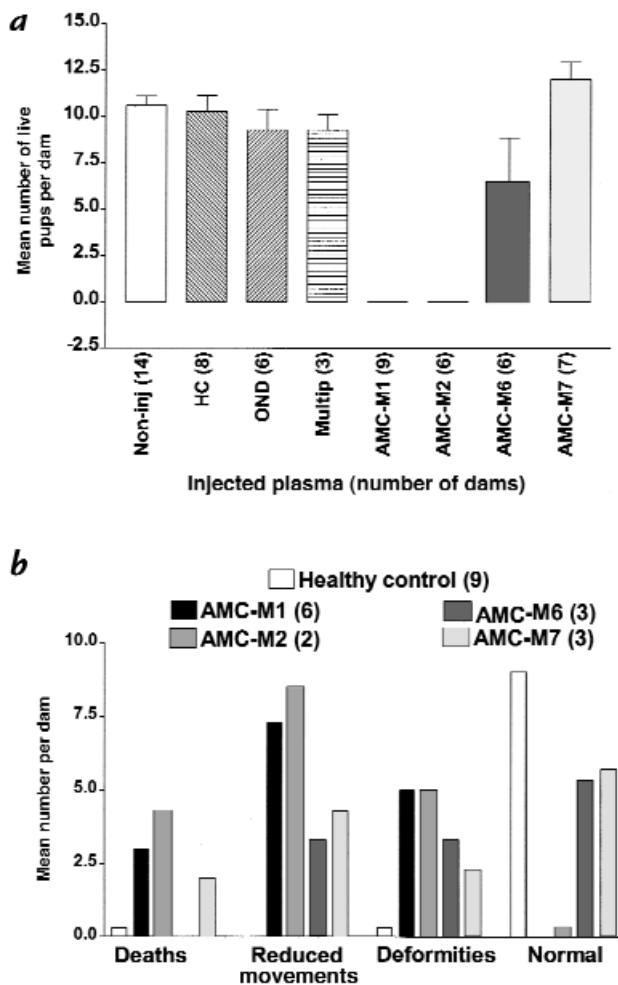 a
Mean number of live
pups per dam
15.0
12.5
10.0
7.5
5.0
2.5
0.0
-2.5
Non-inj (14)
HC (8)
OND (6)
Multip (3)
AMC-M1 (9)
AMC-M2 (6)
AMC-M6 (6)
AMC-M7 (7)
Injected plasma (number of dams)
b
Healthy control (9)
AMC-M1 (6)
AMC-M6 (3)
AMC-M2 (2)
AMC-M7 (3)
Mean number per dam
10.0
7.5
5.0
2.5
0.0
Deaths
Reduced
movements
Deformities
Normal